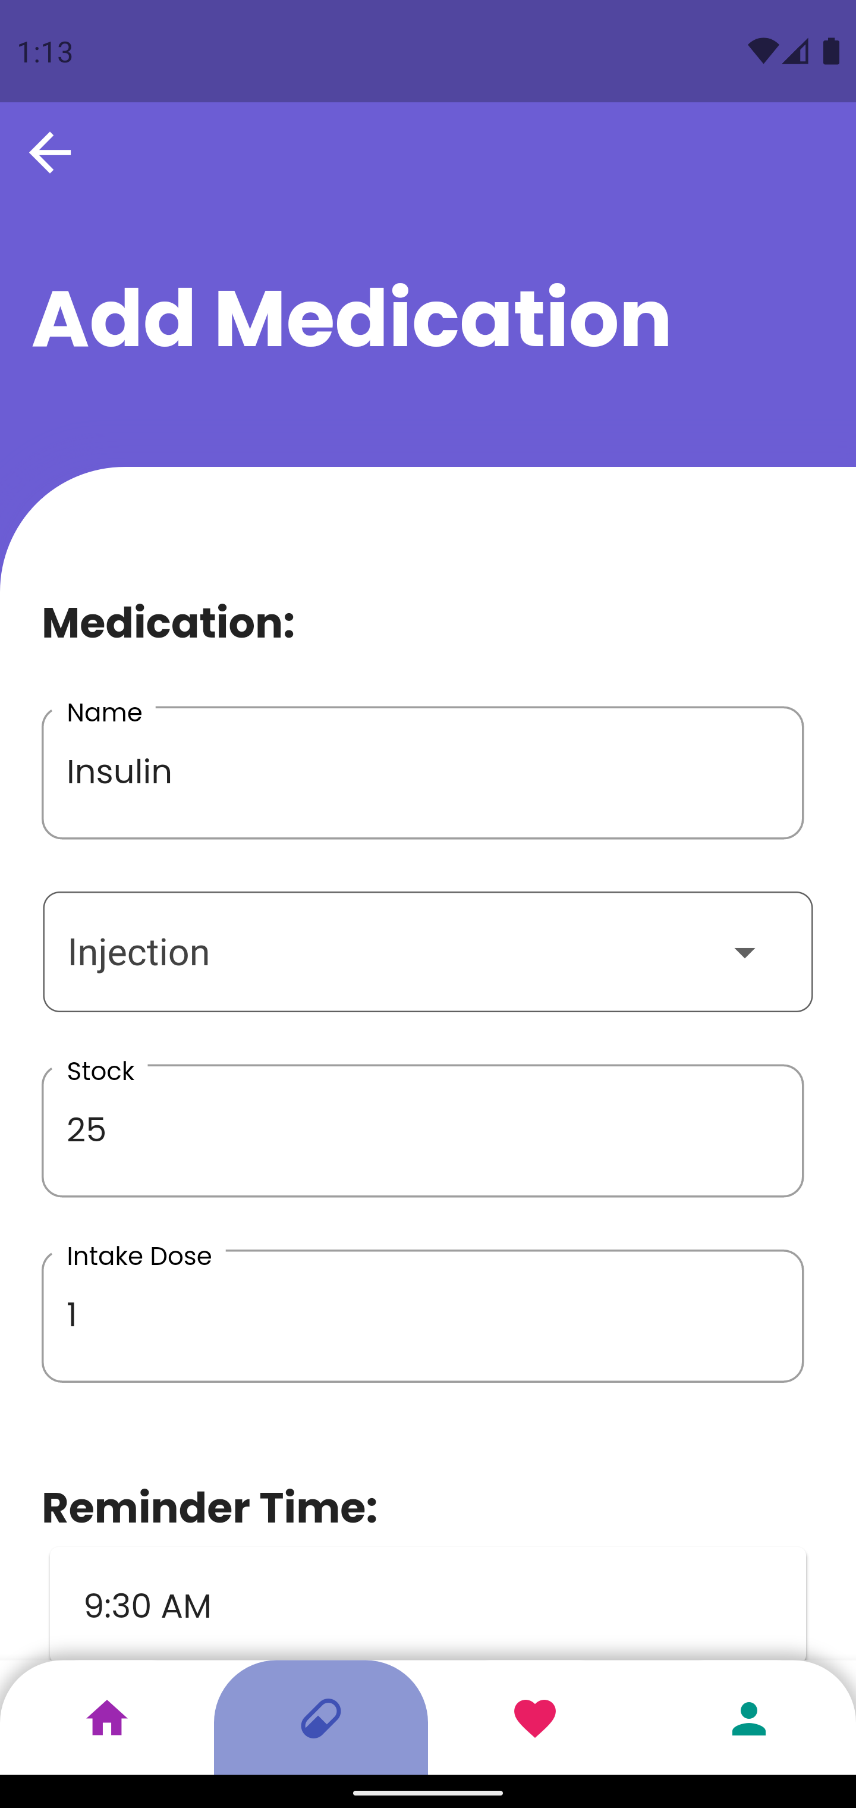 1:13
Add Medication
Medication:
Name
Insulin
Injection
Stock
25
Intake Dose
1
Reminder Time:
9:30 AM